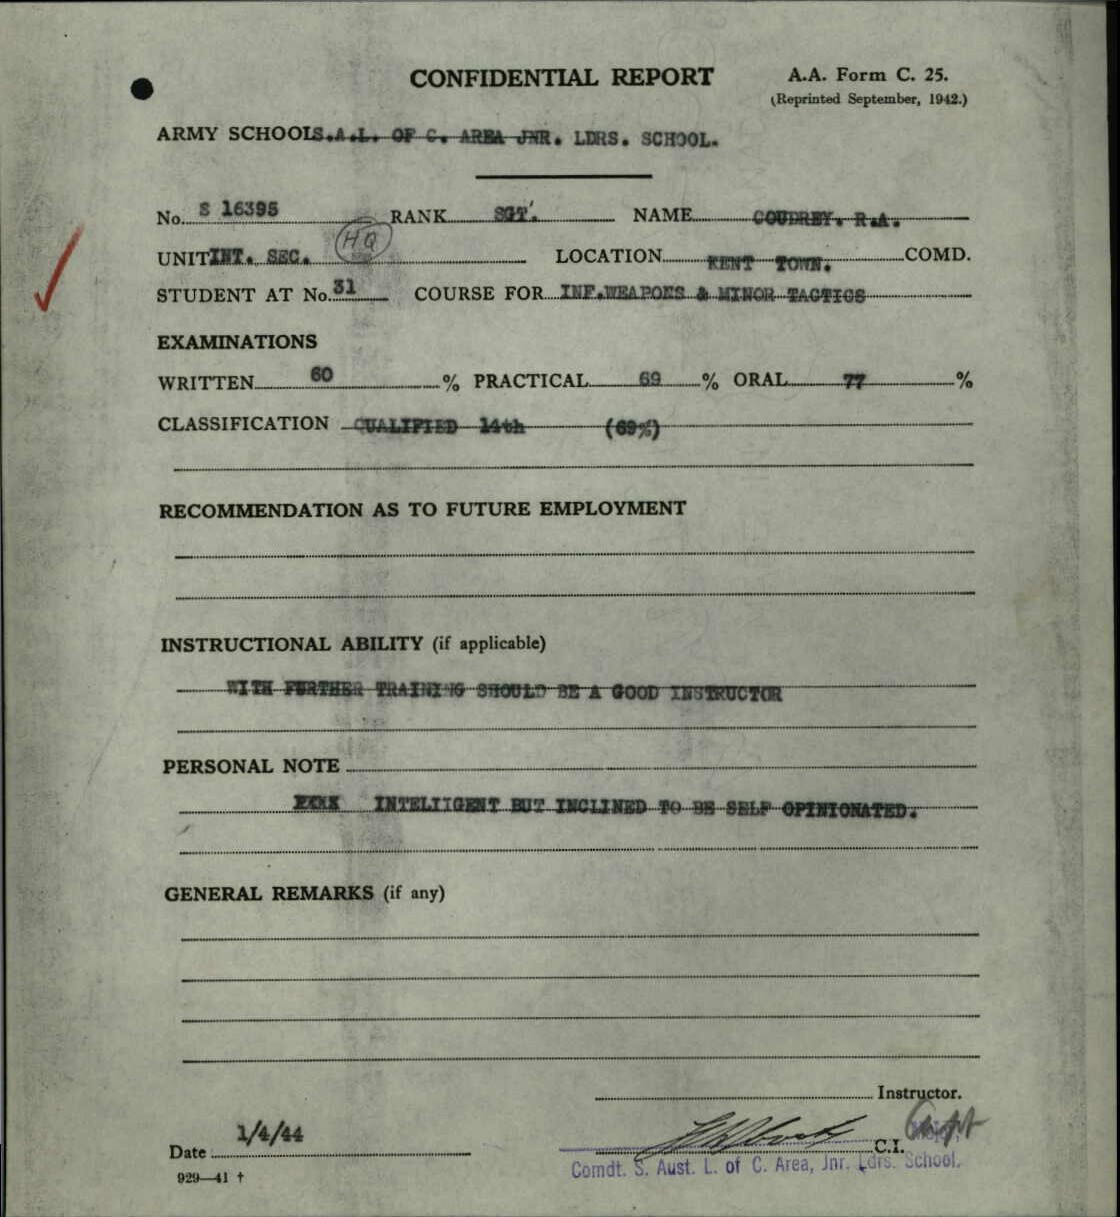 CONFIDENTIAL REPORT
A.A. Form C. 25.
(Reprinted September, 1942.)
ARMY SCHOOLS.A.L. OF C. AREA JNR. LDRS. SCHOOL.
No. S 16395 RANK SGT. NAME COUDREY. R.A.
UNIT INT. SEC. HQ LOCATION KENT TOWN. COMD.
STUDENT AT No. 31 COURSE FOR INF.WEAPONS & MINOR TACTICS
EXAMINATIONS
WRITTEN 60 % PRACTICAL 69 % ORAL 77 %
CLASSIFICATION QUALIFIED 14th (69%)
RECOMMENDATION AS TO FUTURE EMPLOYMENT
INSTRUCTIONAL ABILITY (if applicable)
WITH FURTHER TRAINING SHOULD BE A GOOD INSTRUCTOR
PERSONAL NOTE
INTELIIGENT BUT INCLINED TO BE SELF OPINIONATED.
GENERAL REMARKS (if any)
Instructor.
Date 1/4/44 C.I. Capt
Comdt. S. Aust. L. of C. Area, Jnr. Ldrs. School.
929—41 †